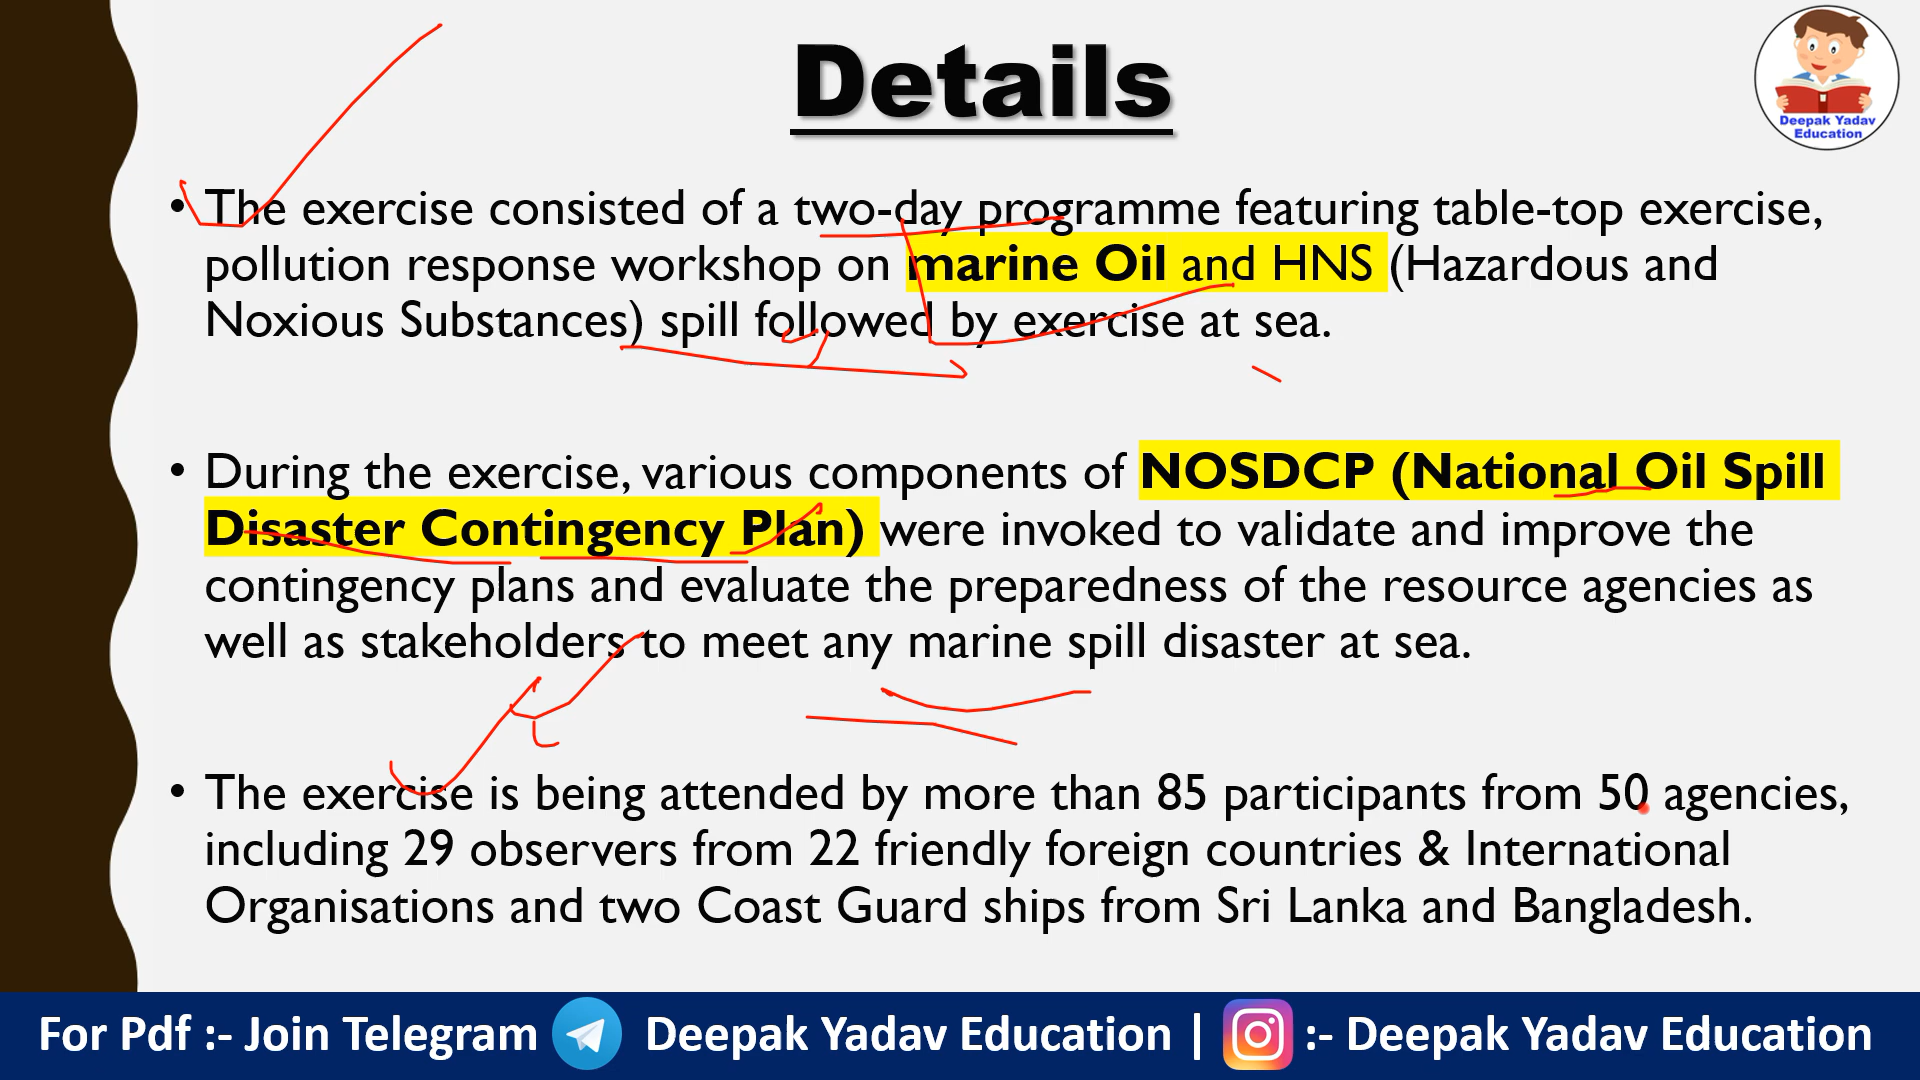 Details
Deepak Yadav
Education
• The exercise consisted of a two-day programme featuring table-top exercise,
pollution response workshop on marine Oil and HNS (Hazardous and
Noxious Substances) spill followed by exercise at sea.
• During the exercise, various components of NOSDCP (National Oil Spill
Disaster Contingency Plan) were invoked to validate and improve the
contingency plans and evaluate the preparedness of the resource agencies as
well as stakeholders to meet any marine spill disaster at sea.
• The exercise is being attended by more than 85 participants from 50 agencies,
including 29 observers from 22 friendly foreign countries & International
Organisations and two Coast Guard ships from Sri Lanka and Bangladesh.
For Pdf :- Join Telegram Deepak Yadav Education | :- Deepak Yadav Education